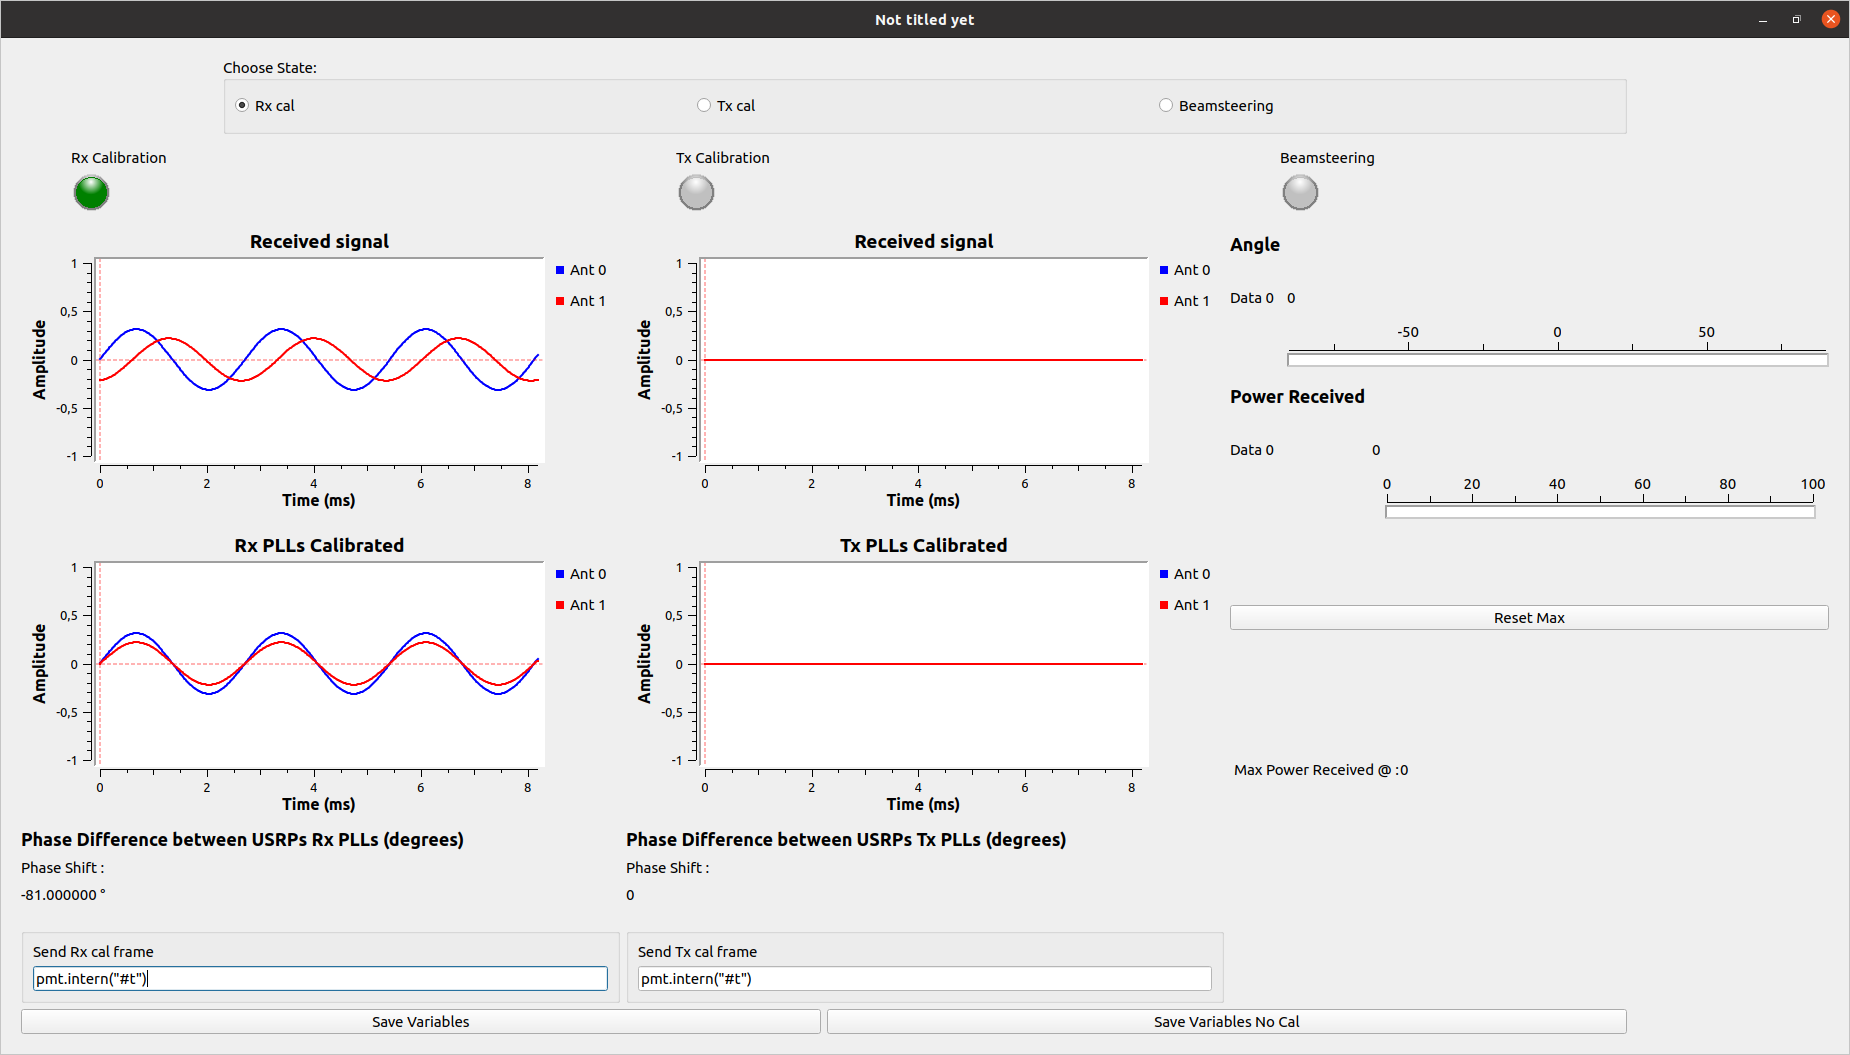 Not titled yet
Choose State:
Rx cal
Tx cal
Beamsteering
Rx Calibration
Tx Calibration
Beamsteering
Received signal
Amplitude
1
0,5
0
-0,5
-1
0 2 4 6 8
Time (ms)
Ant 0
Ant 1
Received signal
Amplitude
1
0,5
0
-0,5
-1
0 2 4 6 8
Time (ms)
Ant 0
Ant 1
Angle
Data 0 0
-50 0 50
Power Received
Data 0 0
0 20 40 60 80 100
Rx PLLs Calibrated
Amplitude
1
0,5
0
-0,5
-1
0 2 4 6 8
Time (ms)
Ant 0
Ant 1
Tx PLLs Calibrated
Amplitude
1
0,5
0
-0,5
-1
0 2 4 6 8
Time (ms)
Ant 0
Ant 1
Reset Max
Max Power Received @ :0
Phase Difference between USRPs Rx PLLs (degrees)
Phase Shift :
-81.000000 °
Phase Difference between USRPs Tx PLLs (degrees)
Phase Shift :
0
Send Rx cal frame
pmt.intern("#t")
Send Tx cal frame
pmt.intern("#t")
Save Variables
Save Variables No Cal